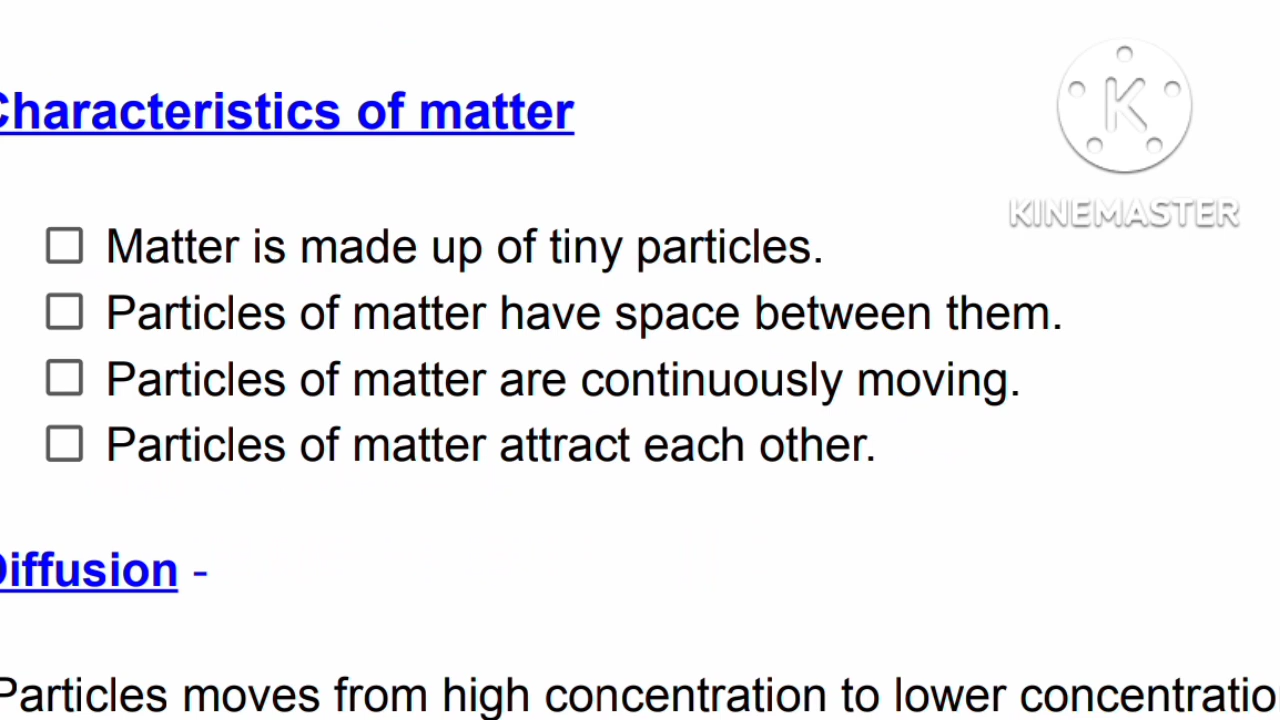 Characteristics of matter
K
KINEMASTER
Matter is made up of tiny particles.
Particles of matter have space between them.
Particles of matter are continuously moving.
Particles of matter attract each other.
Diffusion -
Particles moves from high concentration to lower concentratio